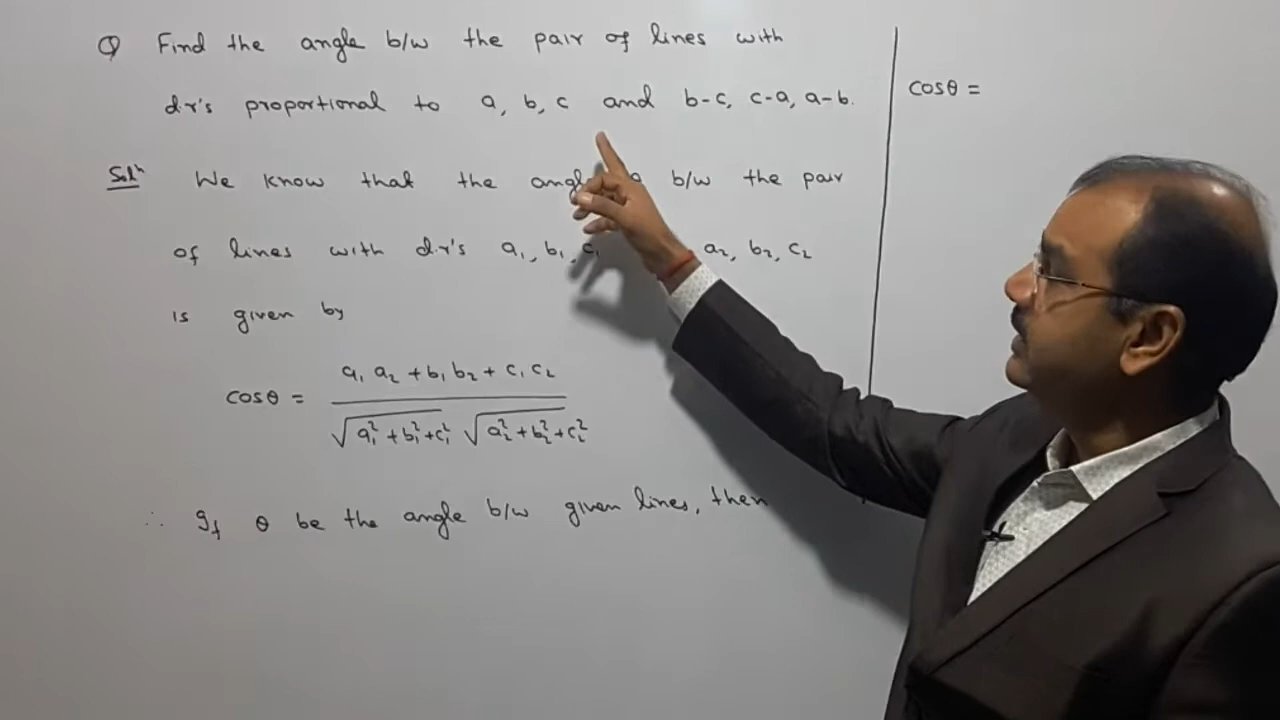 Q Find the angle b/w the pair of lines with
d.r's proportional to a, b, c and b-c, c-a, a-b.
Solⁿ We know that the angle b/w the pair
of lines with d.r's a₁, b₁, c₁ a₂, b₂, c₂
is given by
cosθ = a₁ a₂ + b₁ b₂ + c₁ c₂ / √a₁²+b₁²+c₁² √a₂²+b₂²+c₂²
∴ If θ be the angle b/w given lines, then
cosθ =